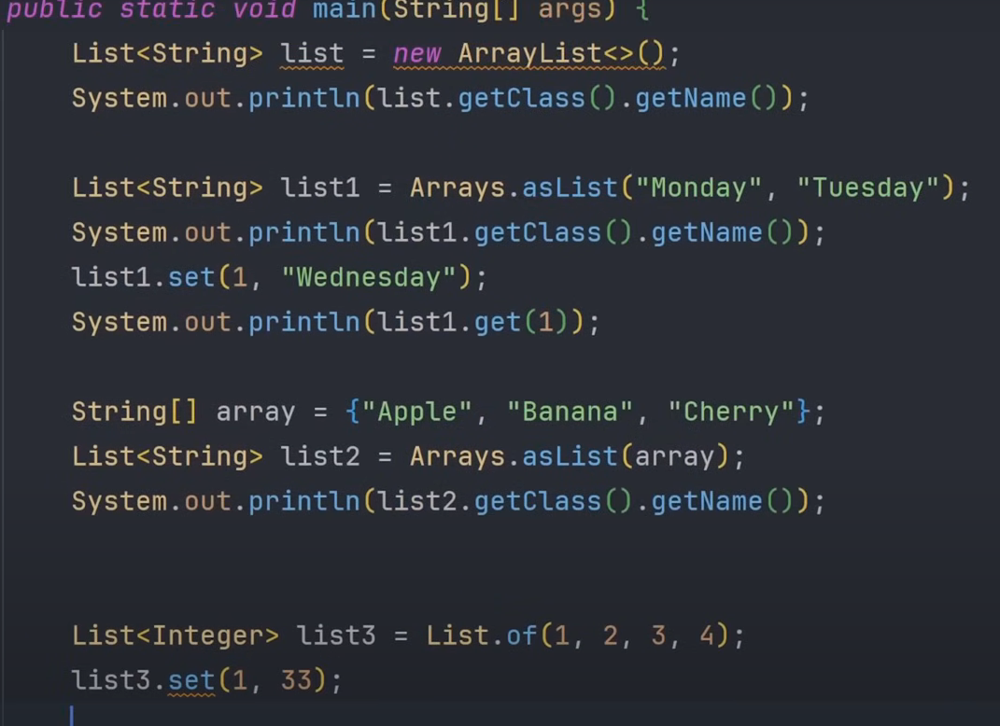 public static void main(String[] args) {
List<String> list = new ArrayList<>();
System.out.println(list.getClass().getName());
List<String> list1 = Arrays.asList("Monday", "Tuesday");
System.out.println(list1.getClass().getName());
list1.set(1, "Wednesday");
System.out.println(list1.get(1));
String[] array = {"Apple", "Banana", "Cherry"};
List<String> list2 = Arrays.asList(array);
System.out.println(list2.getClass().getName());
List<Integer> list3 = List.of(1, 2, 3, 4);
list3.set(1, 33);